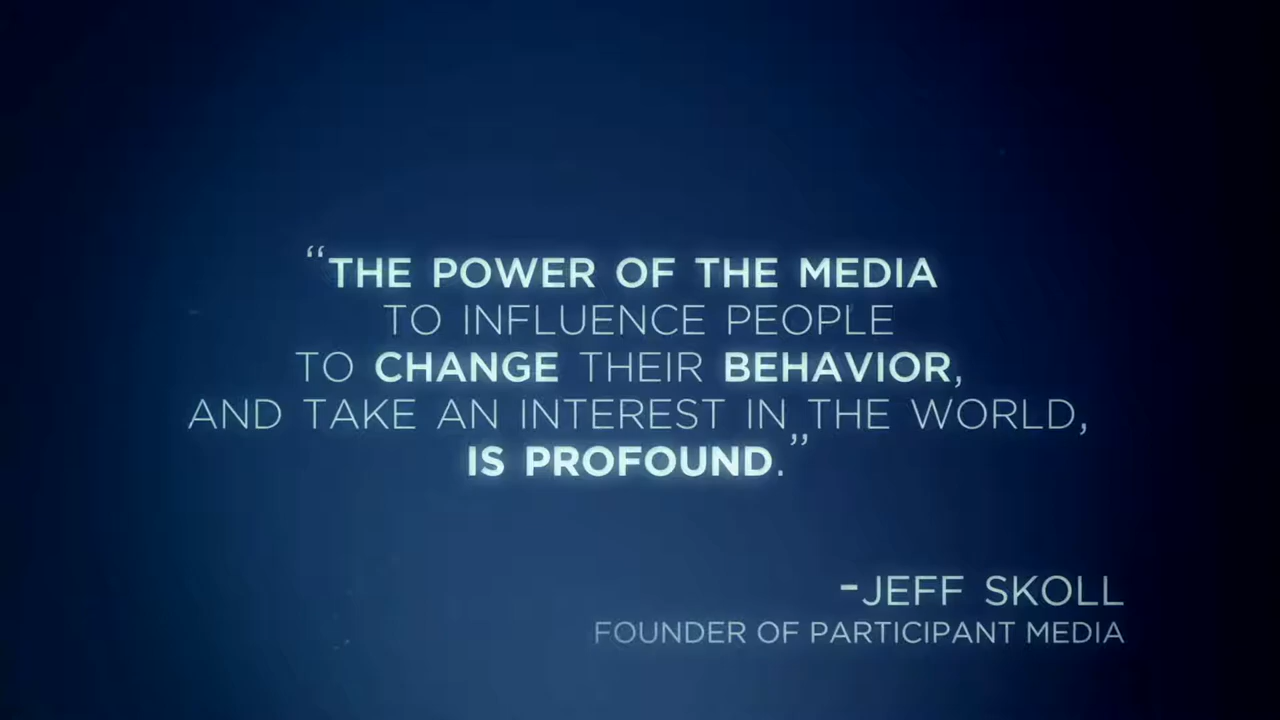 “THE POWER OF THE MEDIA
TO INFLUENCE PEOPLE
TO CHANGE THEIR BEHAVIOR,
AND TAKE AN INTEREST IN THE WORLD,
IS PROFOUND.”
-JEFF SKOLL
FOUNDER OF PARTICIPANT MEDIA